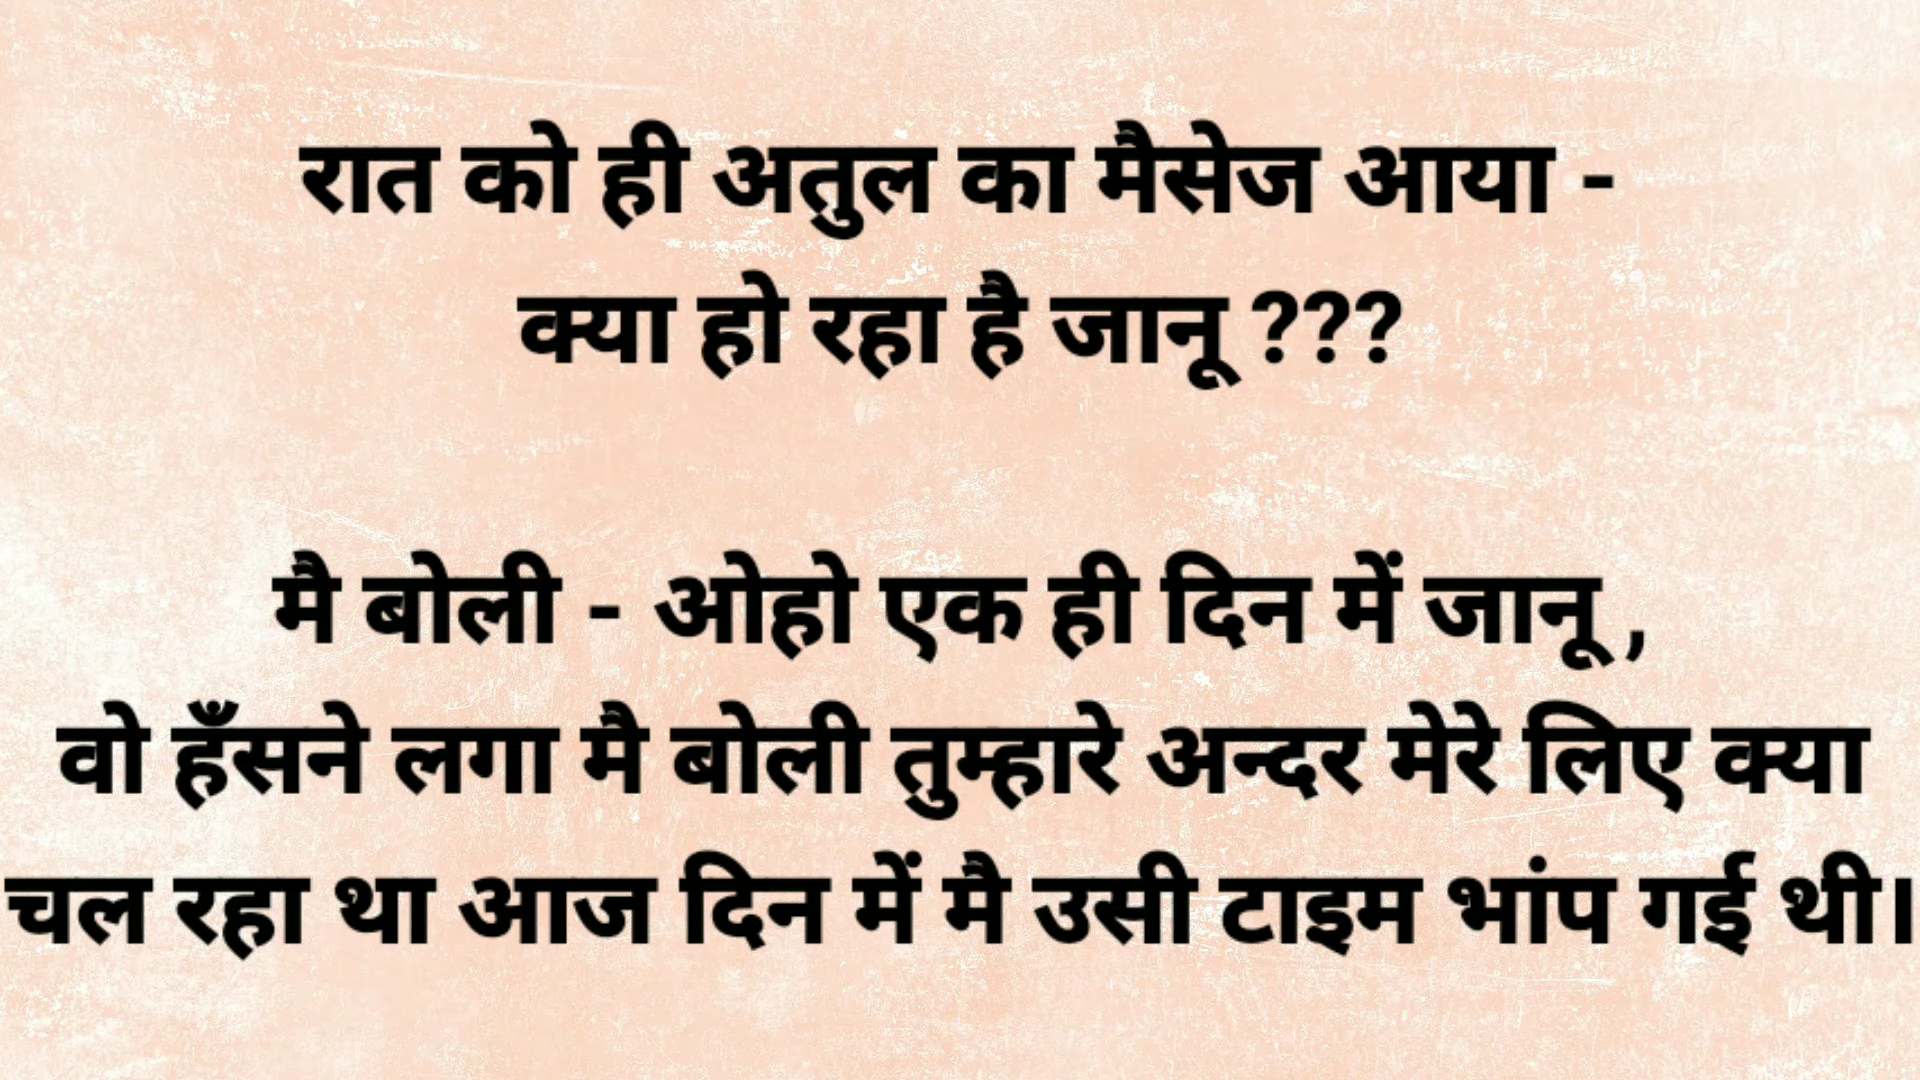 रात को ही अतुल का मैसेज आया -
क्या हो रहा है जानू ???
मै बोली - ओहो एक ही दिन में जानू ,
वो हँसने लगा मै बोली तुम्हारे अन्दर मेरे लिए क्या
चल रहा था आज दिन में मै उसी टाइम भांप गई थी।